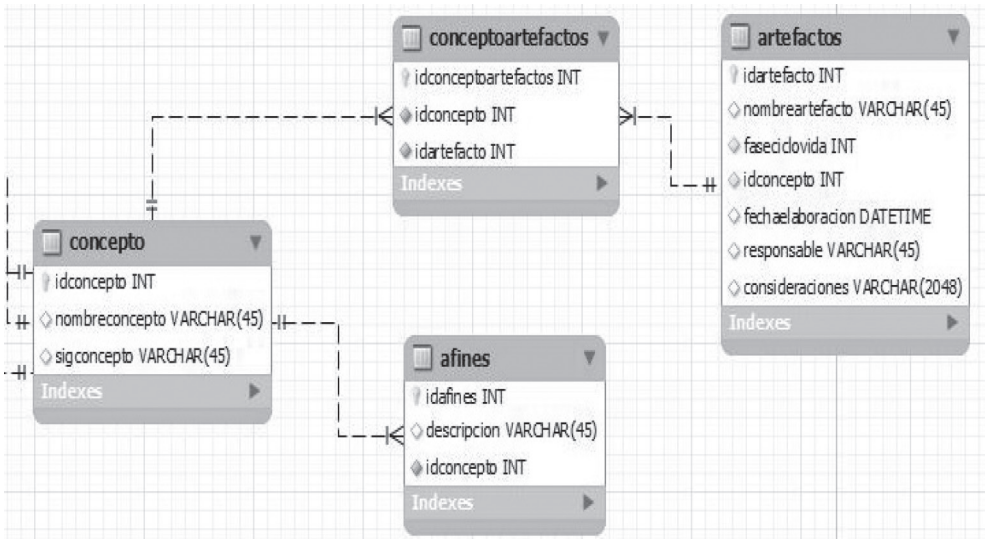 conceptoartefactos
idconceptoartefactos INT
idconcepto INT
idartefacto INT
Indexes
artefactos
idartefacto INT
nombreartefacto VARCHAR(45)
faseciclovida INT
idconcepto INT
fechaelaboracion DATETIME
responsable VARCHAR(45)
consideraciones VARCHAR(2048)
Indexes
concepto
idconcepto INT
nombreconcepto VARCHAR(45)
sigconcepto VARCHAR(45)
Indexes
afines
idafines INT
descripcion VARCHAR(45)
idconcepto INT
Indexes